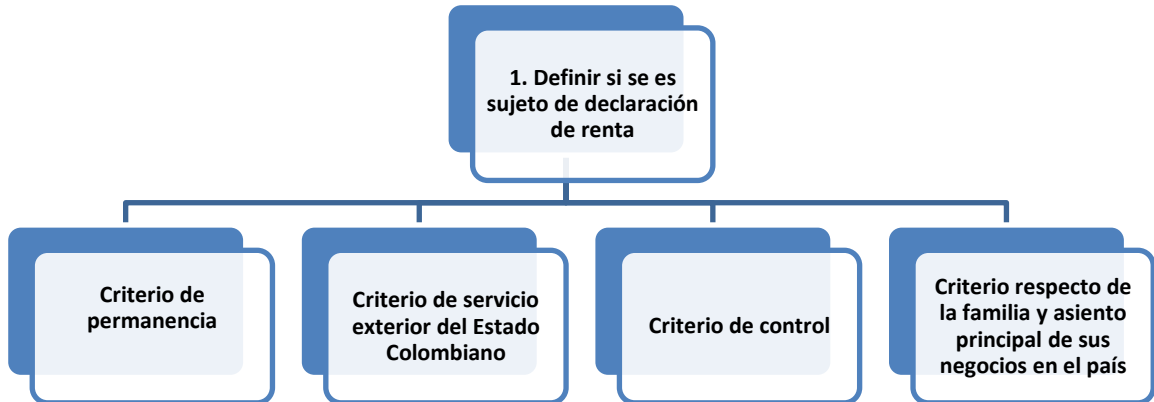 1. Definir si se es
sujeto de declaración
de renta
Criterio de
permanencia
Criterio de servicio
exterior del Estado
Colombiano
Criterio de control
Criterio respecto de
la familia y asiento
principal de sus
negocios en el país